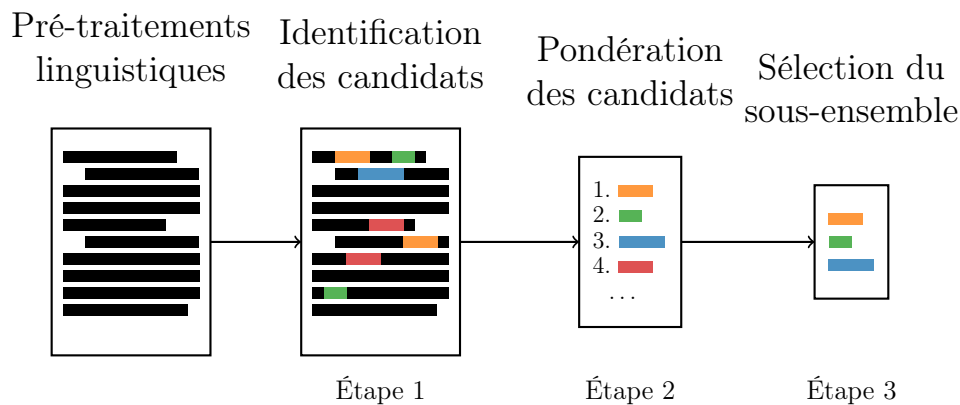 Pré-traitements
linguistiques
Identification
des candidats
Pondération
des candidats
Sélection du
sous-ensemble
1.
2.
3.
4.
...
Étape 1
Étape 2
Étape 3